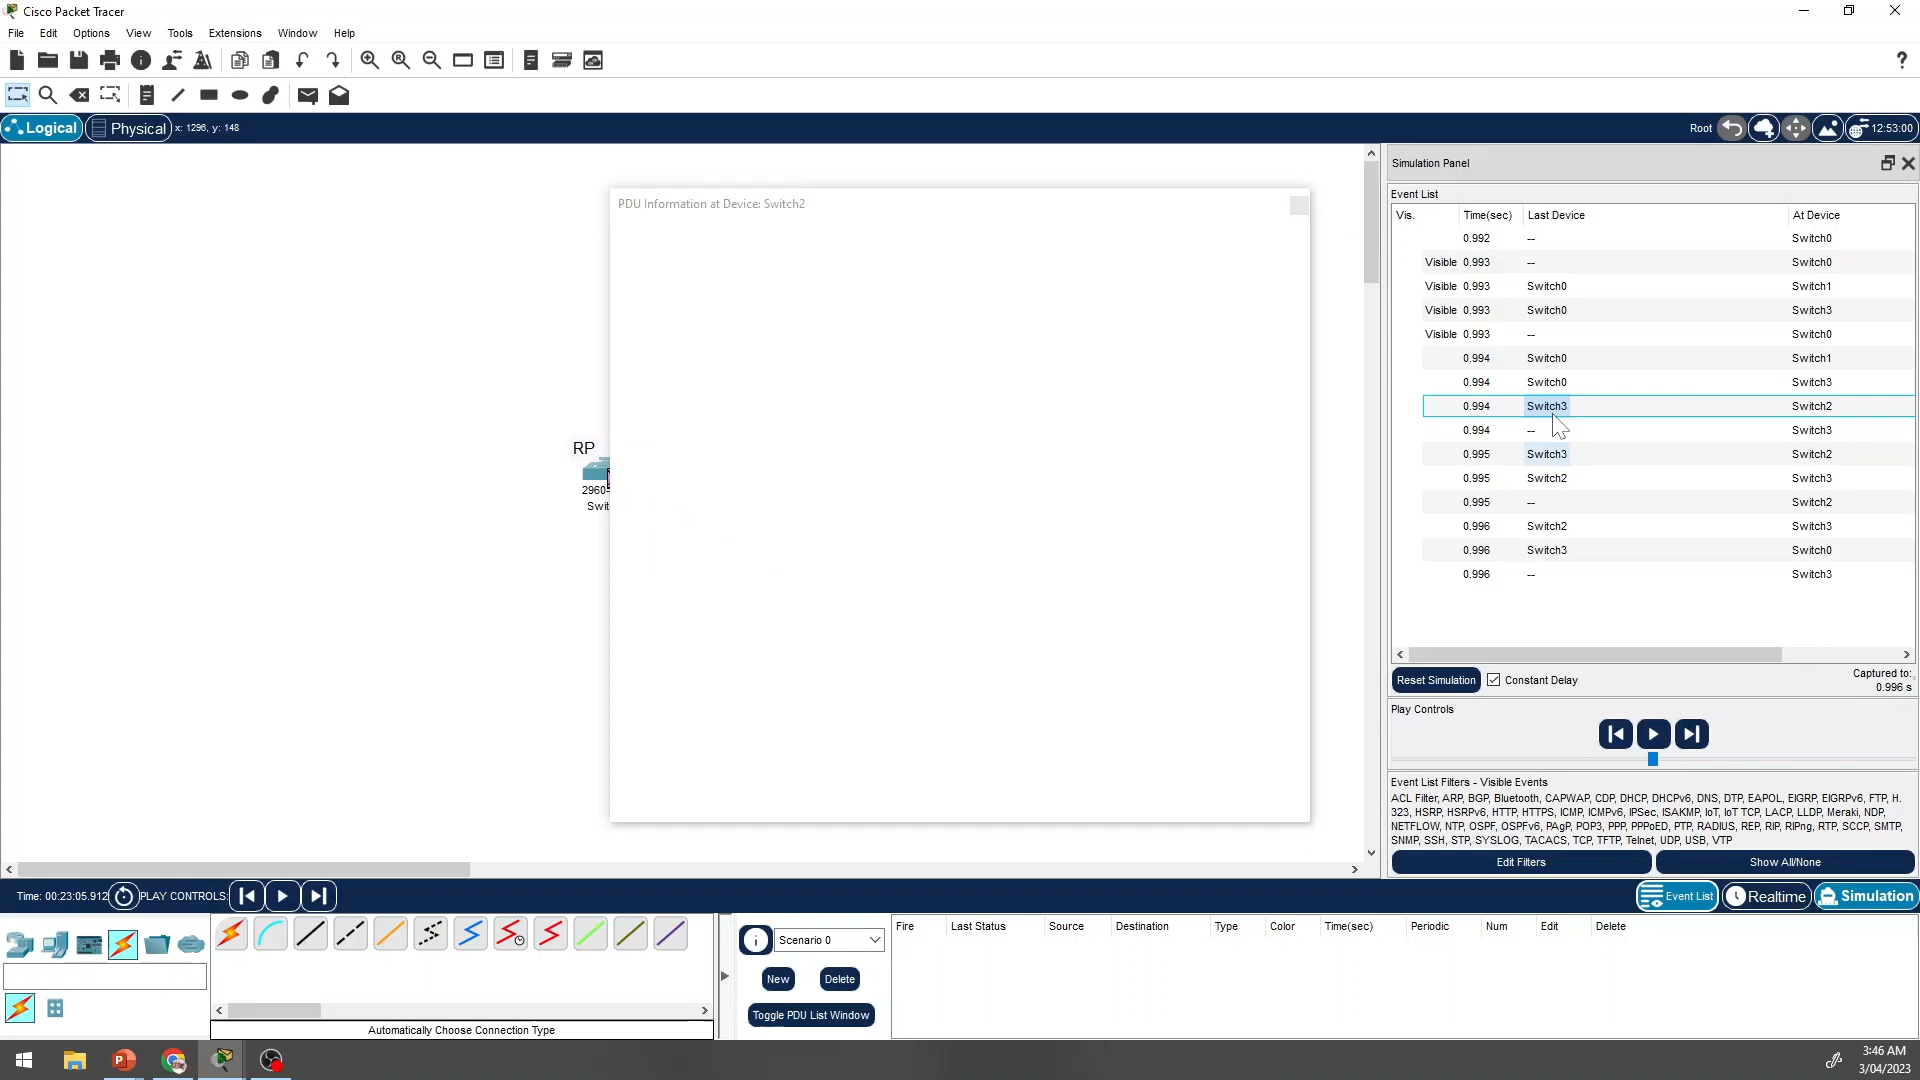 Cisco Packet Tracer
File Edit Options View Tools Extensions Window Help
Logical Physical x: 1296, y: 148 Root 12:53:00
PDU Information at Device: Switch2
RP
2960-
Swit
Simulation Panel
Event List
Vis. Time(sec) Last Device At Device
0.992 -- Switch0
Visible 0.993 -- Switch0
Visible 0.993 Switch0 Switch1
Visible 0.993 Switch0 Switch3
Visible 0.993 -- Switch0
0.994 Switch0 Switch1
0.994 Switch0 Switch3
0.994 Switch3 Switch2
0.994 -- Switch3
0.995 Switch3 Switch2
0.995 Switch2 Switch3
0.995 -- Switch2
0.996 Switch2 Switch3
0.996 Switch3 Switch0
0.996 -- Switch3
Reset Simulation Constant Delay Captured to:
0.996 s
Play Controls
Event List Filters - Visible Events
ACL Filter, ARP, BGP, Bluetooth, CAPWAP, CDP, DHCP, DHCPv6, DNS, DTP, EAPOL, EIGRP, EIGRPv6, FTP, H.
323, HSRP, HSRPv6, HTTP, HTTPS, ICMP, ICMPv6, IPSec, ISAKMP, IoT, IoT TCP, LACP, LLDP, Meraki, NDP,
NETFLOW, NTP, OSPF, OSPFv6, PAgP, POP3, PPP, PPPoED, PTP, RADIUS, REP, RIP, RIPng, RTP, SCCP, SMTP,
SNMP, SSH, STP, SYSLOG, TACACS, TCP, TFTP, Telnet, UDP, USB, VTP
Edit Filters Show All/None
Time: 00:23:05.912 PLAY CONTROLS: Event List Realtime Simulation
Scenario 0
New Delete
Toggle PDU List Window
Fire Last Status Source Destination Type Color Time(sec) Periodic Num Edit Delete
Automatically Choose Connection Type
3:46 AM
3/04/2023